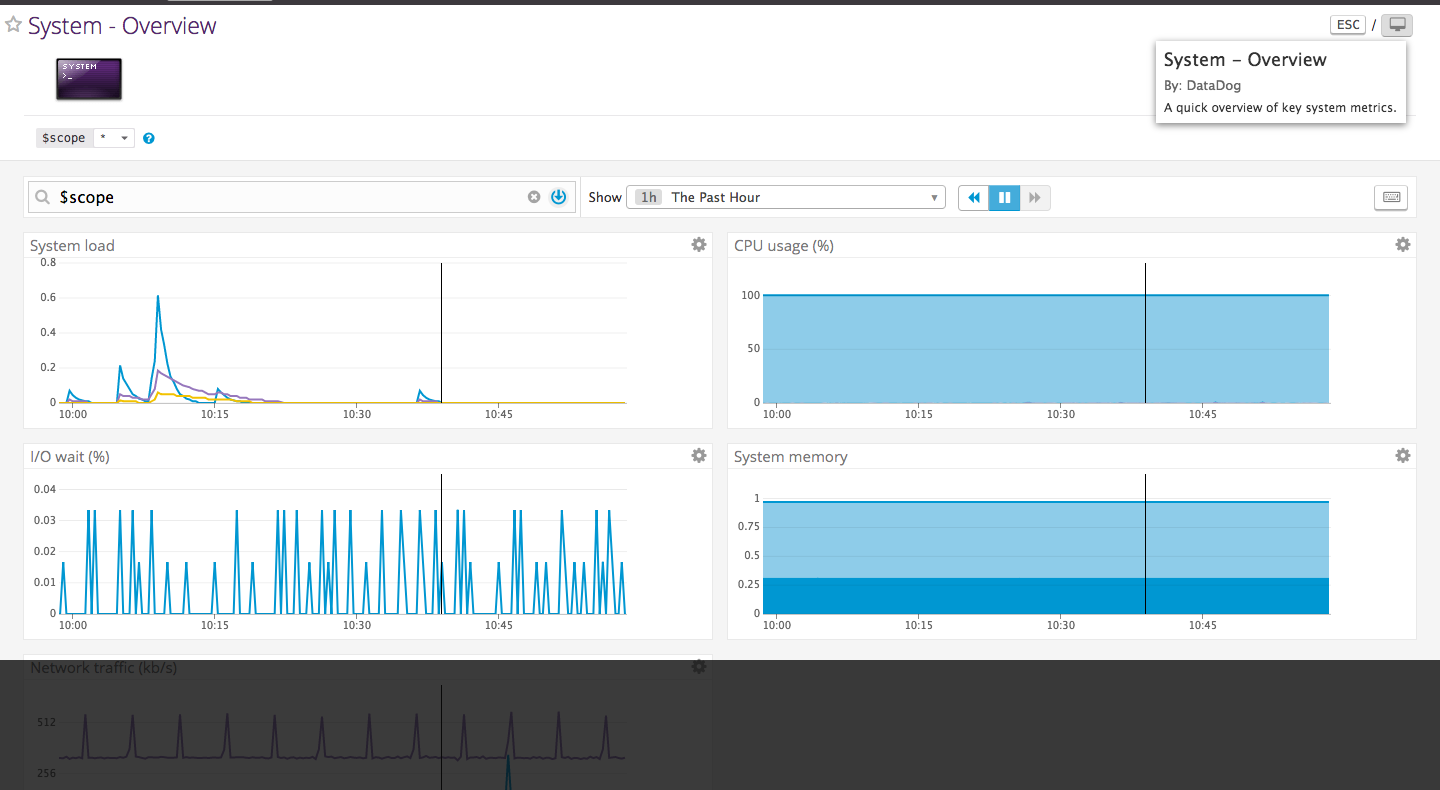 System - Overview
ESC /
SYSTEM
>_
System – Overview
By: DataDog
A quick overview of key system metrics.
$scope * ?
$scope
Show 1h The Past Hour
System load
0.8
0.6
0.4
0.2
0
10:00 10:15 10:30 10:45
CPU usage (%)
100
50
0
10:00 10:15 10:30 10:45
I/O wait (%)
0.04
0.03
0.02
0.01
0
10:00 10:15 10:30 10:45
System memory
1
0.75
0.5
0.25
0
10:00 10:15 10:30 10:45
Network traffic (kb/s)
512
256